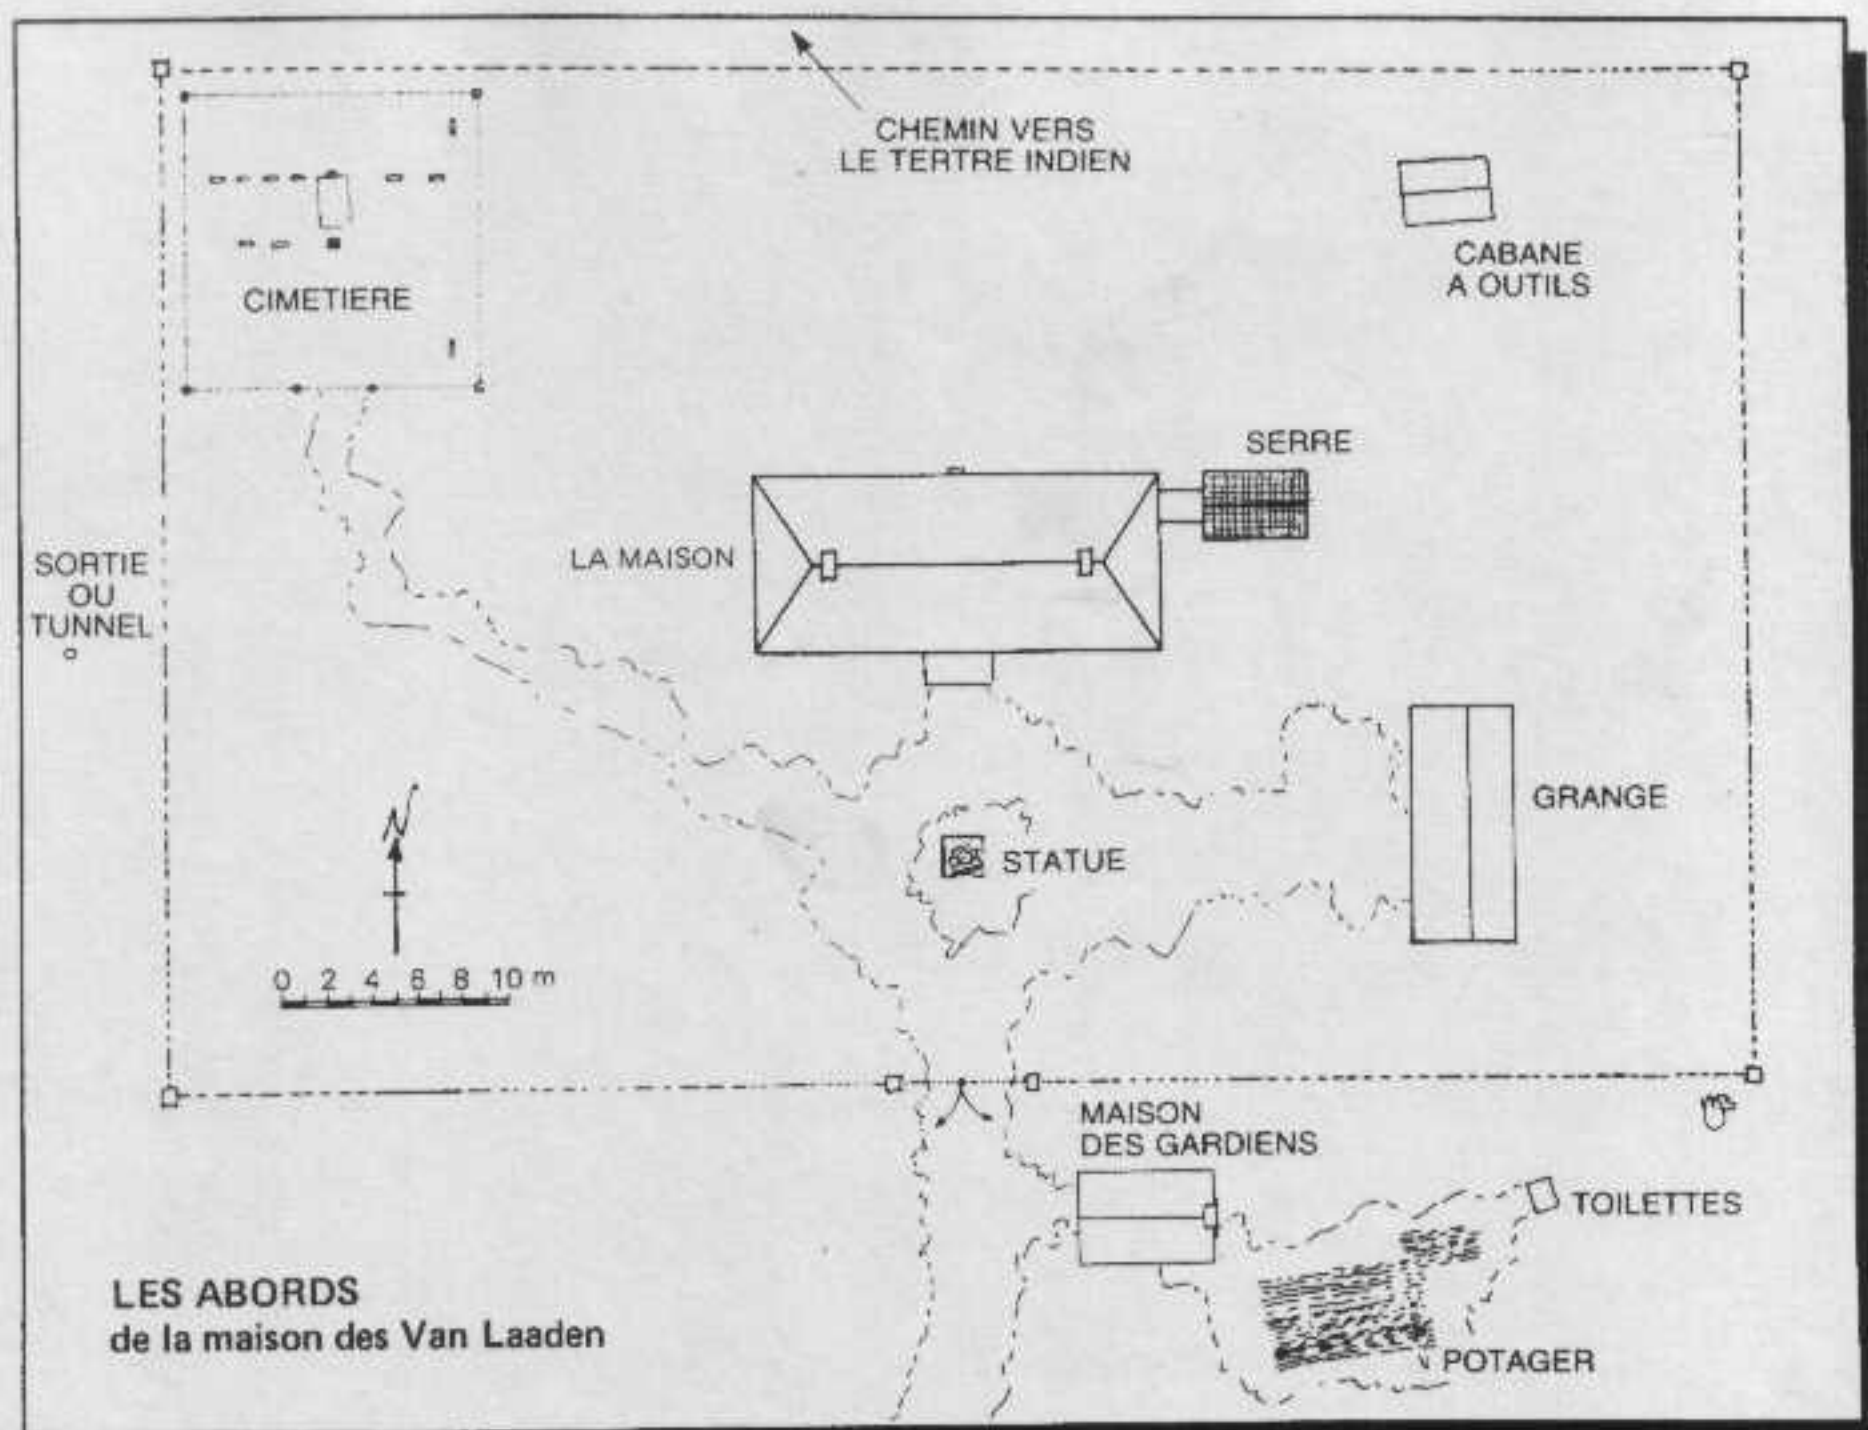 CHEMIN VERS
LE TERTRE INDIEN
CABANE
A OUTILS
CIMETIERE
SERRE
LA MAISON
SORTIE
OU
TUNNEL
GRANGE
STATUE
N
0 2 4 6 8 10 m
MAISON
DES GARDIENS
TOILETTES
POTAGER
LES ABORDS
de la maison des Van Laaden